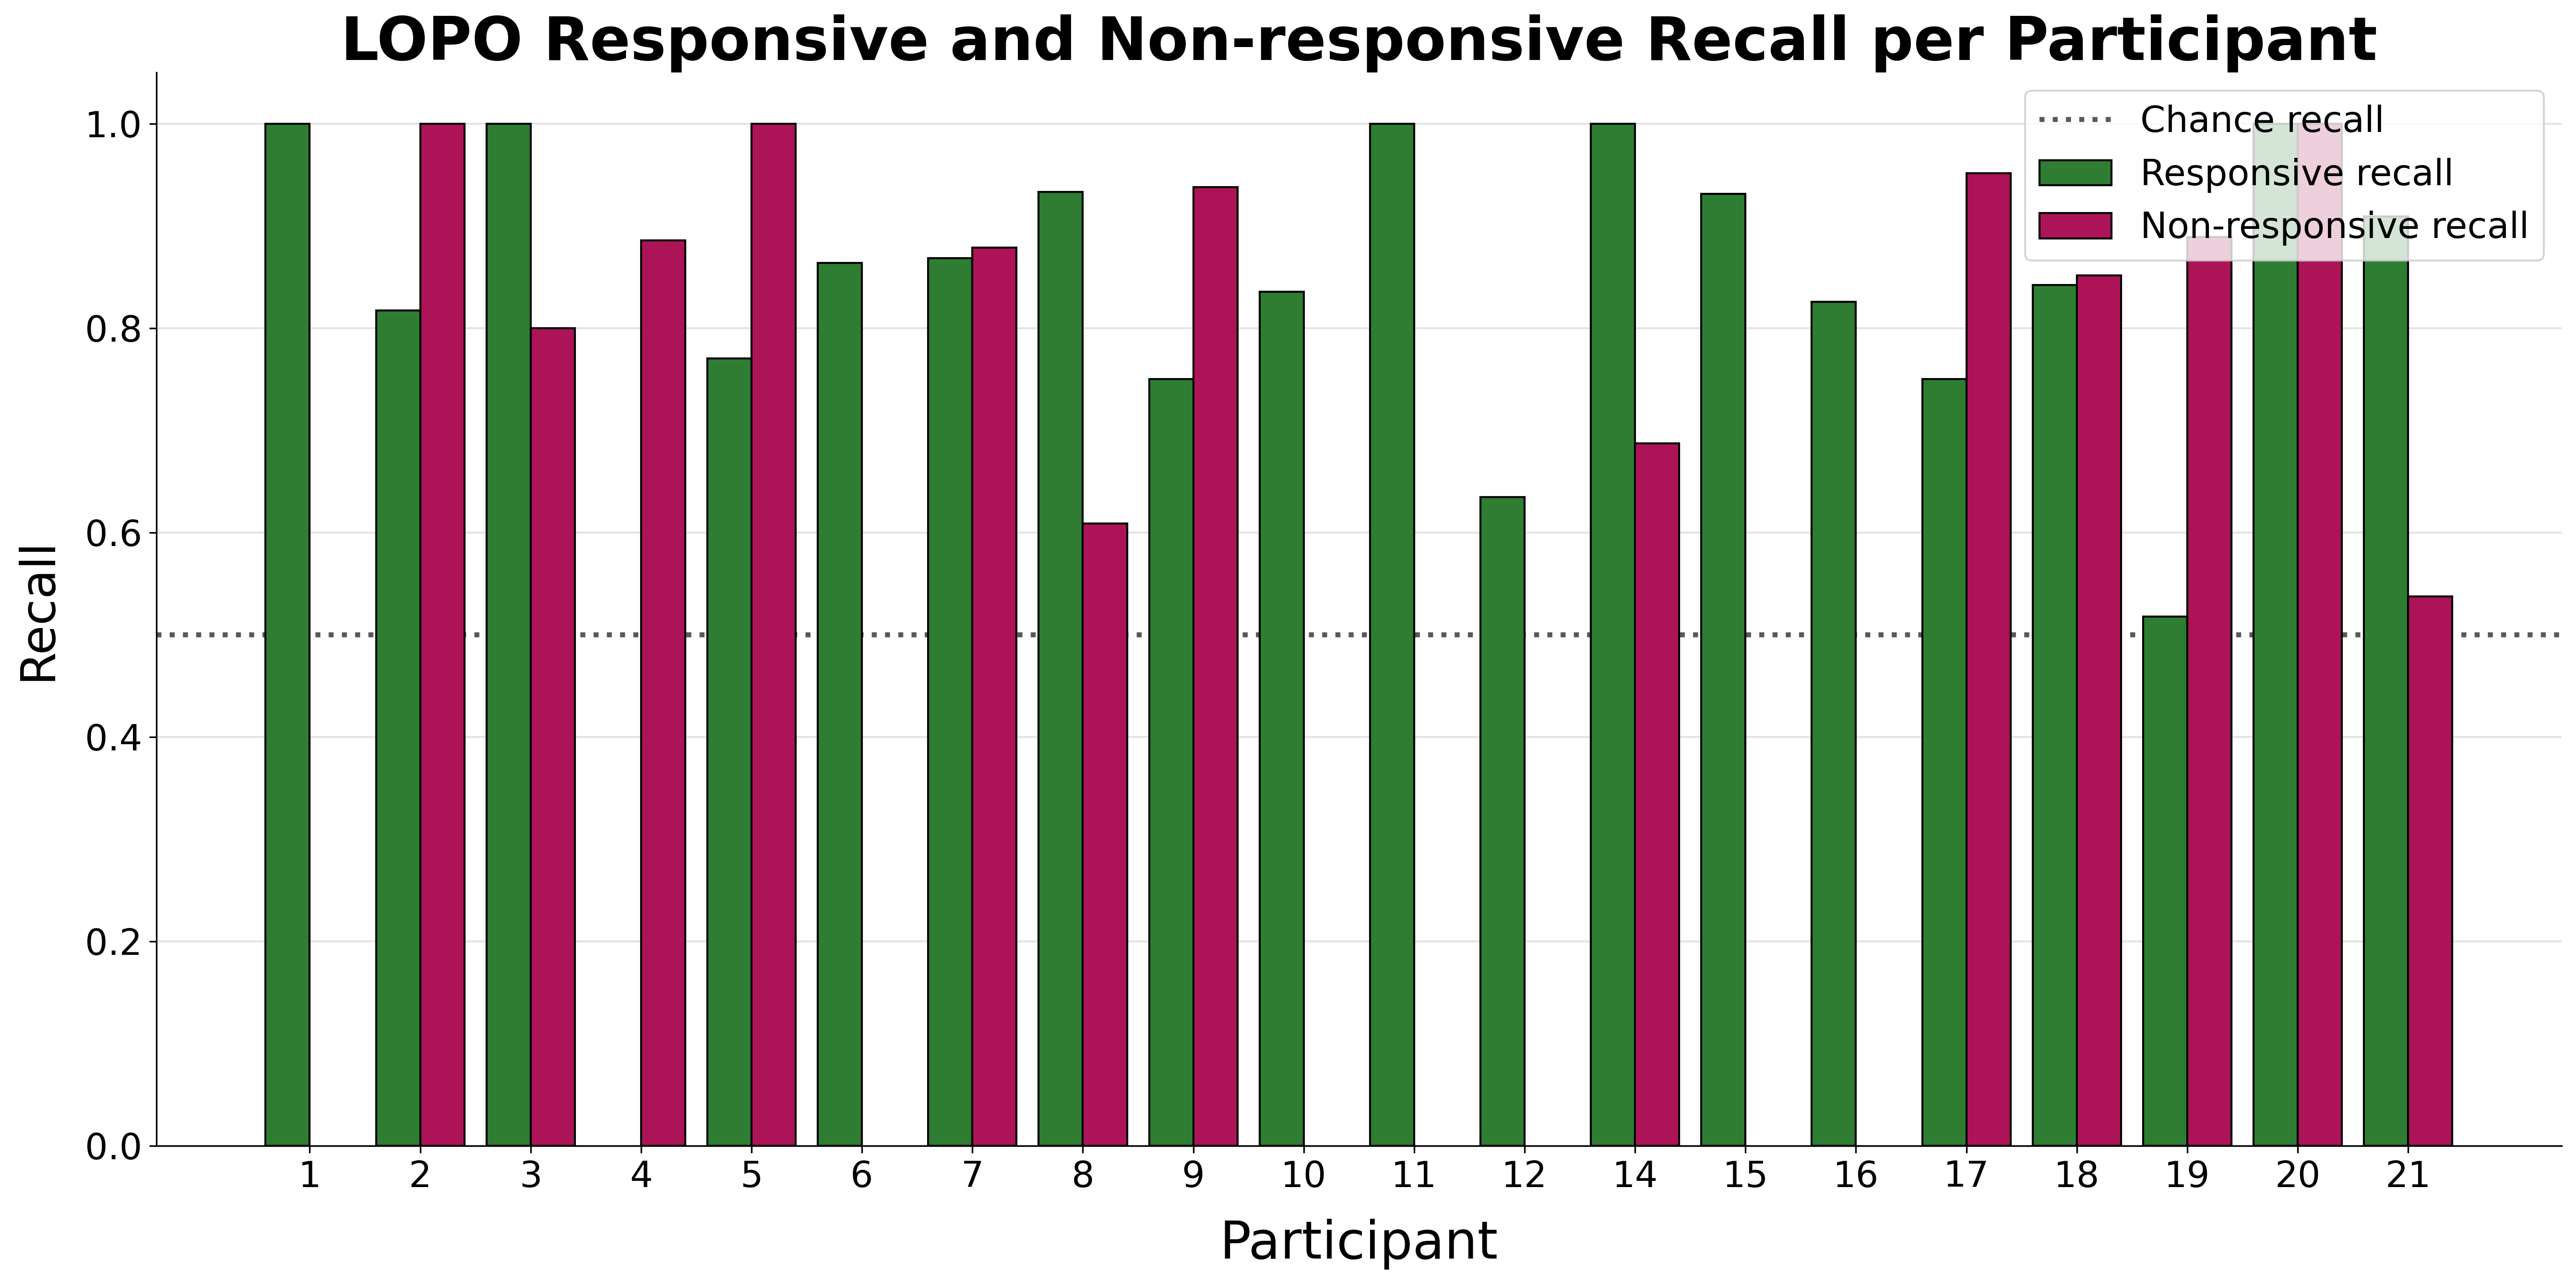 LOPO Responsive and Non-responsive Recall per Participant
Chance recall
Responsive recall
Non-responsive recall
1.0
0.8
0.6
0.4
0.2
0.0
Recall
1 2 3 4 5 6 7 8 9 10 11 12 14 15 16 17 18 19 20 21
Participant